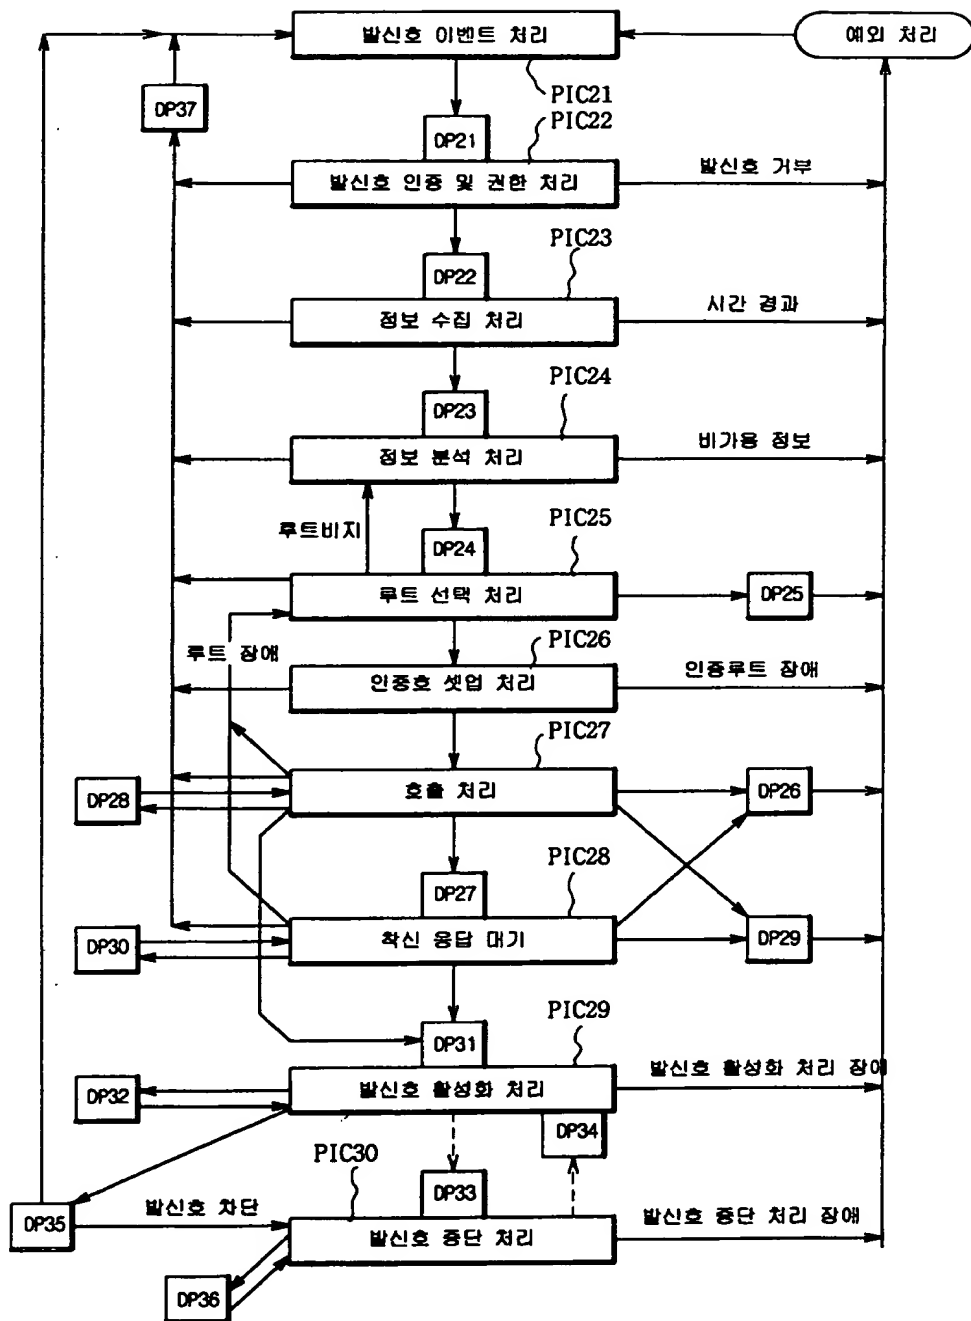 발신호 이벤트 처리
예외 처리
PIC21
DP37
PIC22
DP21
발신호 인증 및 권한 처리
발신호 거부
PIC23
DP22
정보 수집 처리
시간 경과
PIC24
DP23
정보 분석 처리
비가용 정보
루트비지
PIC25
DP24
루트 선택 처리
DP25
루트 장애
PIC26
인증호 셋업 처리
인증루트 장애
PIC27
DP28
호출 처리
DP26
PIC28
DP27
DP30
착신 응답 대기
DP29
PIC29
DP31
DP32
발신호 활성화 처리
발신호 활성화 처리 장애
DP34
PIC30
DP33
DP35
발신호 차단
발신호 중단 처리
발신호 중단 처리 장애
DP36